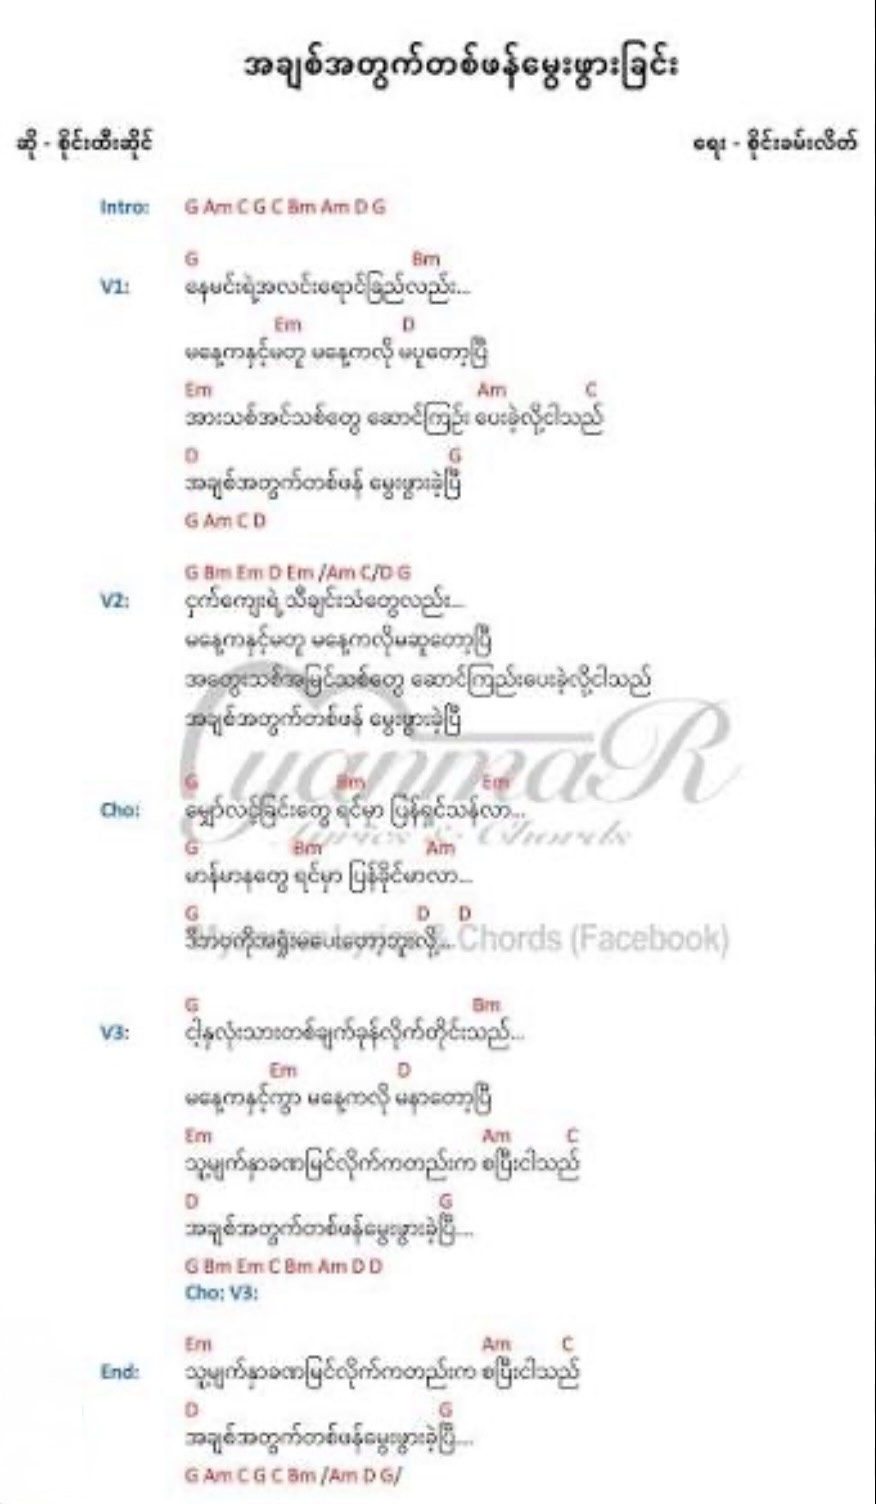 အချစ်အတွက်တစ်ဖန်မွေးဖွားခြင်း
ဆို - စိုင်းထီးဆိုင် ရေး - စိုင်းခမ်းလိတ်
Intro: G Am C G C Bm Am D G
G Bm
V1: နေမင်းရဲ့အလင်းရောင်ခြည်လည်း...
Em D
မနေ့ကနှင့်မတူ မနေ့ကလို မပူတော့ပြီ
Em Am C
အားသစ်အင်သစ်တွေ ဆောင်ကြဉ်း ပေးခဲ့လို့ငါသည်
D G
အချစ်အတွက်တစ်ဖန် မွေးဖွားခဲ့ပြီ
G Am C D
G Bm Em D Em /Am C/D G
V2: ငှက်ကျေးရဲ့ သီချင်းသံတွေလည်း...
မနေ့ကနှင့်မတူ မနေ့ကလိုမဆူတော့ပြီ
အတွေးသစ်အမြင်သစ်တွေ ဆောင်ကြည်းပေးခဲ့လို့ငါသည်
အချစ်အတွက်တစ်ဖန် မွေးဖွားခဲ့ပြီ
G Bm Em
Cho: မျှော်လင့်ခြင်းတွေ ရင်မှာ ပြန်ရှင်သန်လာ...
G Bm Am
မာန်မာနတွေ ရင်မှာ ပြန်ခိုင်မာလာ...
G D D
ဒီဘဝကိုအရှုံးမပေးတော့ဘူးလို့...
MyanmaR
Lyrics & Chords
Myanmar Lyrics & Chords (Facebook)
G Bm
V3: ငါ့နှလုံးသားတစ်ချက်ခုန်လိုက်တိုင်းသည်...
Em D
မနေ့ကနှင့်ကွာ မနေ့ကလို မနာတော့ပြီ
Em Am C
သူ့မျက်နှာခဏမြင်လိုက်ကတည်းက စပြီးငါသည်
D G
အချစ်အတွက်တစ်ဖန်မွေးဖွားခဲ့ပြီ...
G Bm Em C Bm Am D D
Cho: V3:
Em Am C
End: သူ့မျက်နှာခဏမြင်လိုက်ကတည်းက စပြီးငါသည်
D G
အချစ်အတွက်တစ်ဖန်မွေးဖွားခဲ့ပြီ...
G Am C G C Bm /Am D G/